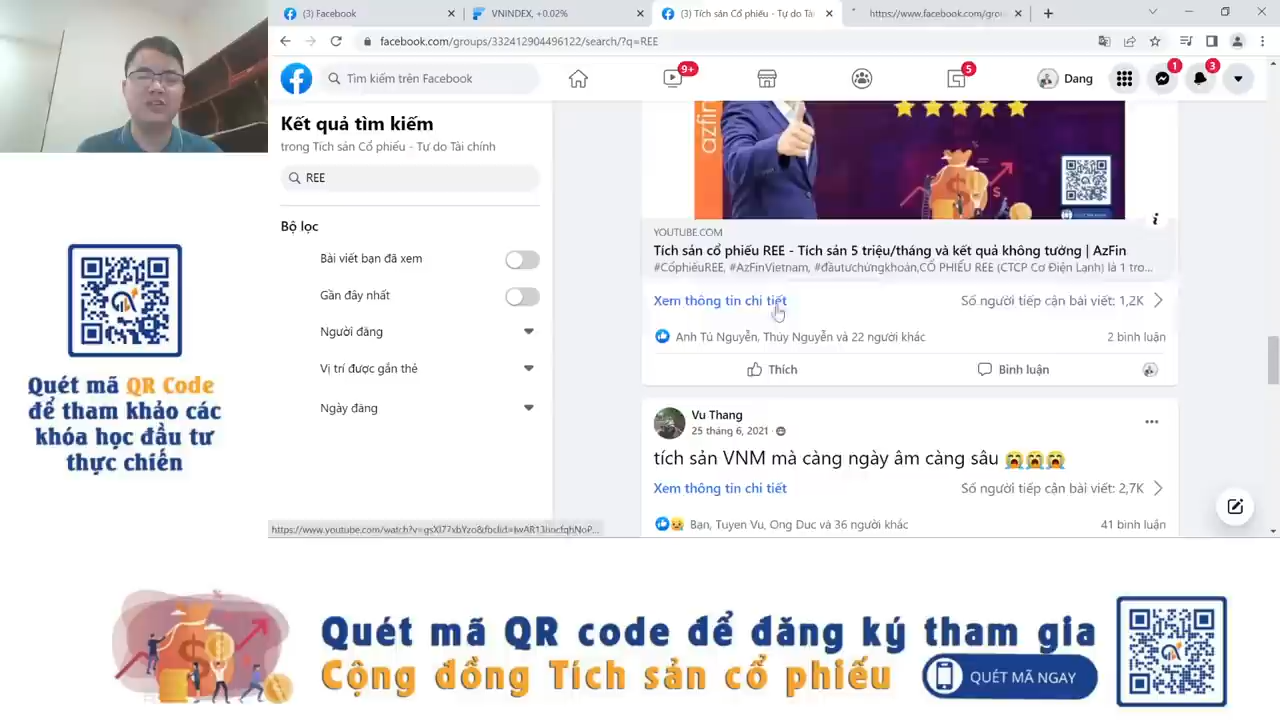 (3) Facebook
VNINDEX, +0.02%
(3) Tích sản Cổ phiếu - Tự do Tài
https://www.facebook.com/grou
facebook.com/groups/332412904496122/search/?q=REE
Tìm kiếm trên Facebook
9+
5
Dang
1
3
Kết quả tìm kiếm
trong Tích sản Cổ phiếu - Tự do Tài chính
REE
Bộ lọc
Bài viết bạn đã xem
Gần đây nhất
Người đăng
Vị trí được gắn thẻ
Ngày đăng
azfin
YOUTUBE.COM
Tích sản cổ phiếu REE - Tích sản 5 triệu/tháng và kết quả không tưởng | AzFin
#CổphiếuREE, #AzFinVietnam, #đầutưchứngkhoán,CỔ PHIẾU REE (CTCP Cơ Điện Lạnh) là 1 tro...
Xem thông tin chi tiết
Số người tiếp cận bài viết: 1,2K
Anh Tú Nguyễn, Thúy Nguyễn và 22 người khác
2 bình luận
Thích
Bình luận
Vu Thang
25 tháng 6, 2021
tích sản VNM mà càng ngày âm càng sâu 😭😭😭
Xem thông tin chi tiết
Số người tiếp cận bài viết: 2,7K
Bạn, Tuyen Vu, Ong Duc và 36 người khác
41 bình luận
Quét mã QR Code
để tham khảo các
khóa học đầu tư
thực chiến
Quét mã QR code để đăng ký tham gia
Cộng đồng Tích sản cổ phiếu
QUÉT MÃ NGAY